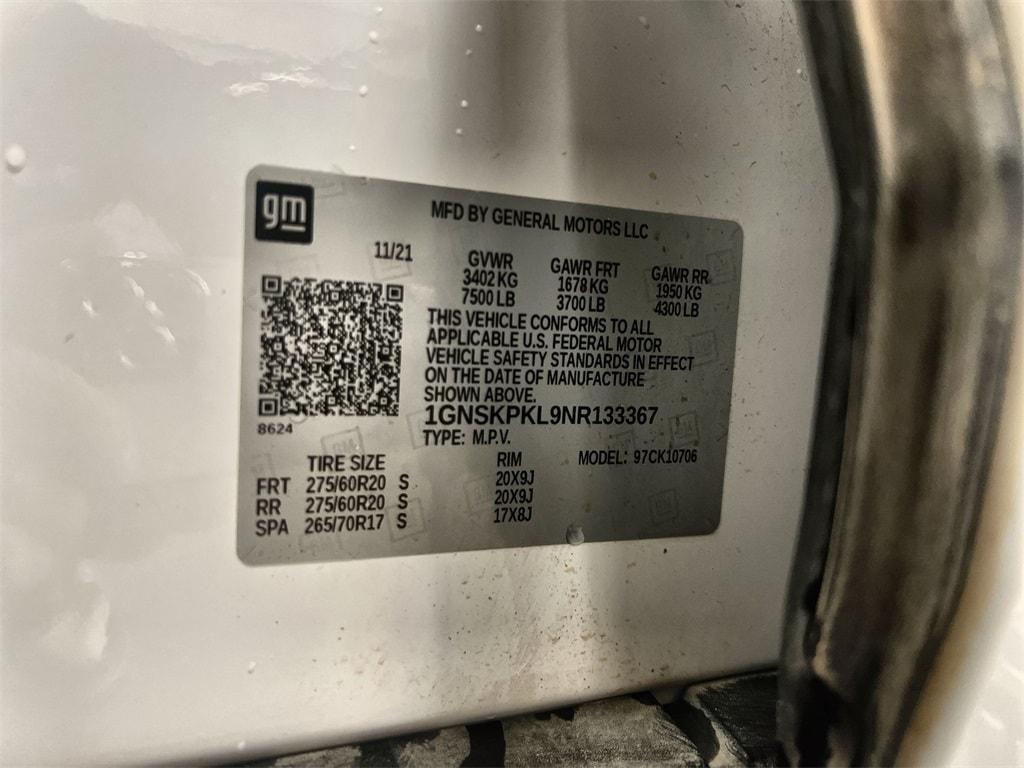 gm
MFD BY GENERAL MOTORS LLC
11/21
GVWR GAWR FRT GAWR RR
3402 KG 1678 KG 1950 KG
7500 LB 3700 LB 4300 LB
THIS VEHICLE CONFORMS TO ALL
APPLICABLE U.S. FEDERAL MOTOR
VEHICLE SAFETY STANDARDS IN EFFECT
ON THE DATE OF MANUFACTURE
SHOWN ABOVE.
8624
1GNSKPKL9NR133367
TYPE: M.P.V.
MODEL: 97CK10706
TIRE SIZE RIM
FRT 275/60R20 S 20X9J
RR 275/60R20 S 20X9J
SPA 265/70R17 S 17X8J